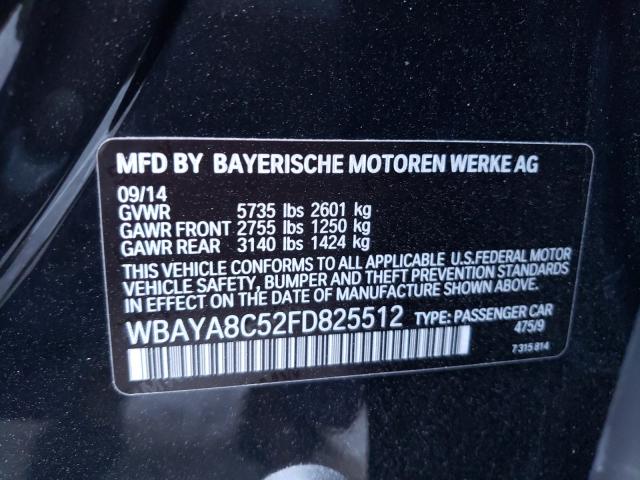 MFD BY BAYERISCHE MOTOREN WERKE AG
09/14
GVWR 5735 lbs 2601 kg
GAWR FRONT 2755 lbs 1250 kg
GAWR REAR 3140 lbs 1424 kg
THIS VEHICLE CONFORMS TO ALL APPLICABLE U.S.FEDERAL MOTOR
VEHICLE SAFETY, BUMPER AND THEFT PREVENTION STANDARDS
IN EFFECT ON THE DATE OF MANUFACTURE SHOWN ABOVE.
WBAYA8C52FD825512 TYPE: PASSENGER CAR
475/9
7 315 814